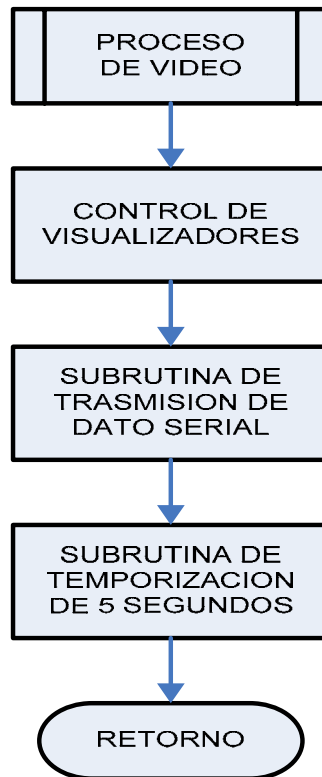 PROCESO
DE VIDEO
CONTROL DE
VISUALIZADORES
SUBRUTINA DE
TRASMISION DE
DATO SERIAL
SUBRUTINA DE
TEMPORIZACION
DE 5 SEGUNDOS
RETORNO